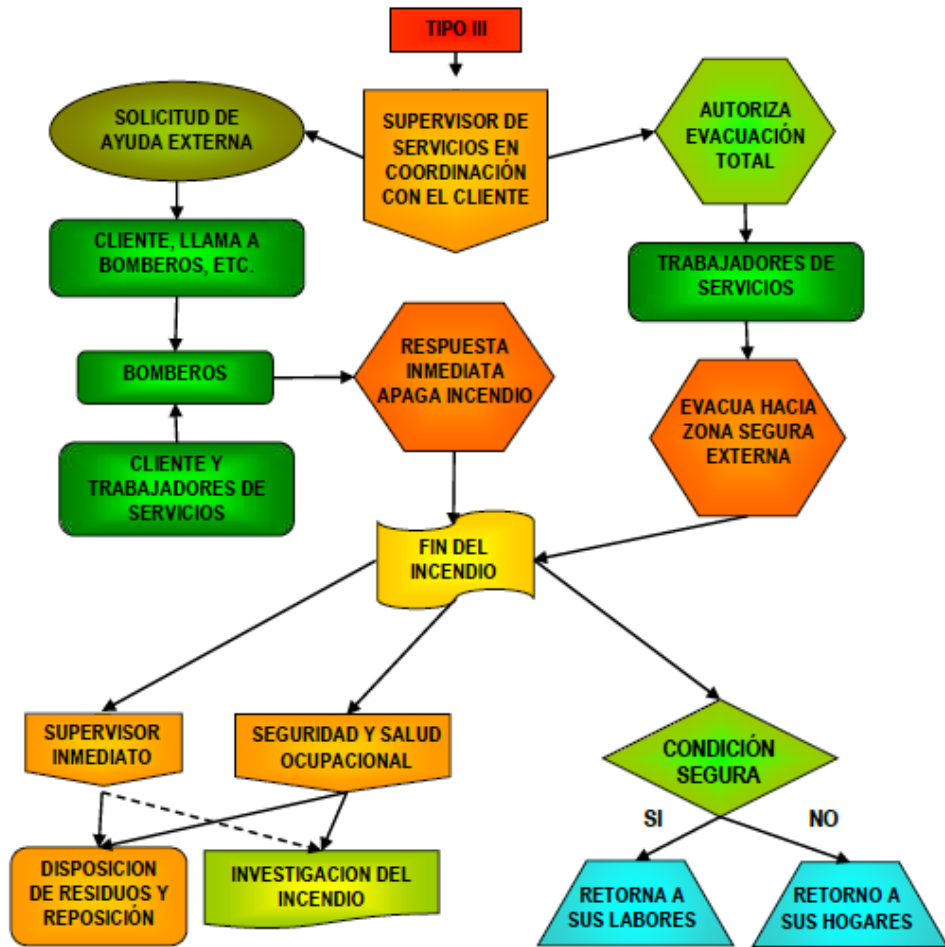 TIPO III
SOLICITUD DE
AYUDA EXTERNA
SUPERVISOR DE
SERVICIOS EN
COORDINACIÓN
CON EL CLIENTE
AUTORIZA
EVACUACIÓN
TOTAL
CLIENTE, LLAMA A
BOMBEROS, ETC.
TRABAJADORES DE
SERVICIOS
BOMBEROS
RESPUESTA
INMEDIATA
APAGA INCENDIO
EVACUA HACIA
ZONA SEGURA
EXTERNA
CLIENTE Y
TRABAJADORES DE
SERVICIOS
FIN DEL
INCENDIO
SUPERVISOR
INMEDIATO
SEGURIDAD Y SALUD
OCUPACIONAL
CONDICIÓN
SEGURA
SI
NO
DISPOSICION
DE RESIDUOS Y
REPOSICIÓN
INVESTIGACION DEL
INCENDIO
RETORNA A
SUS LABORES
RETORNO A
SUS HOGARES